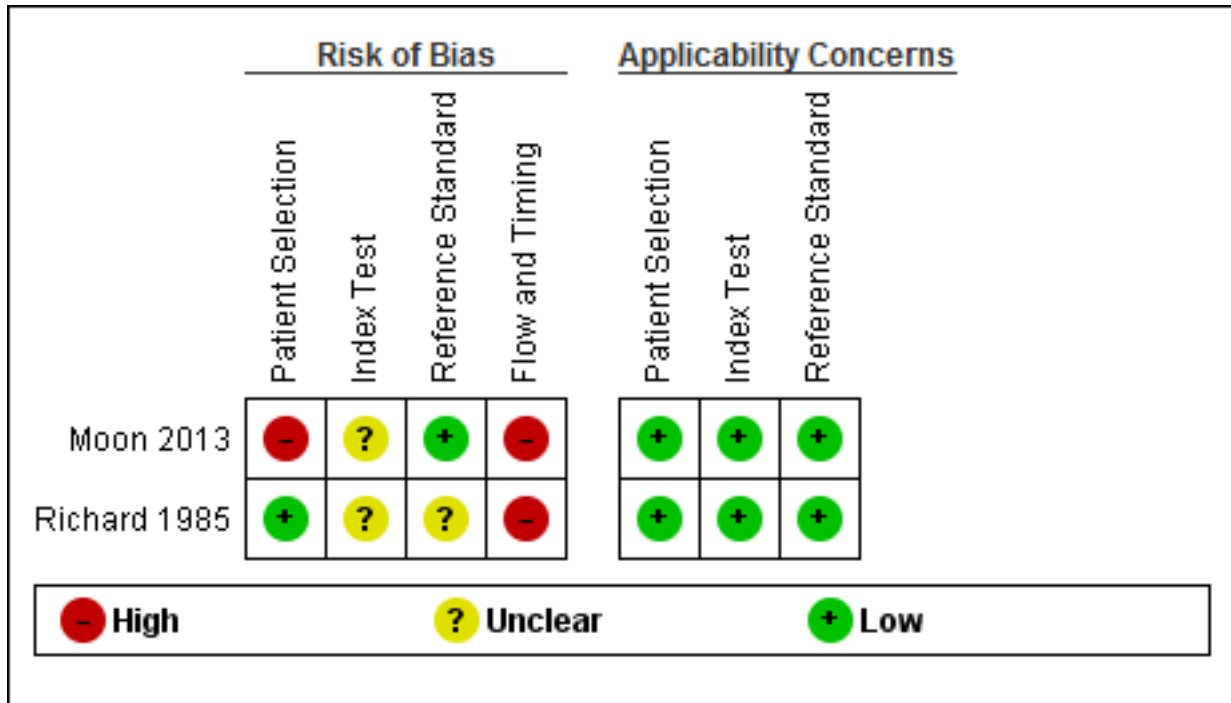 Risk of Bias Applicability Concerns
Patient Selection
Index Test
Reference Standard
Flow and Timing
Patient Selection
Index Test
Reference Standard
Moon 2013 - ? + - + + +
Richard 1985 + ? ? - + + +
- High ? Unclear + Low